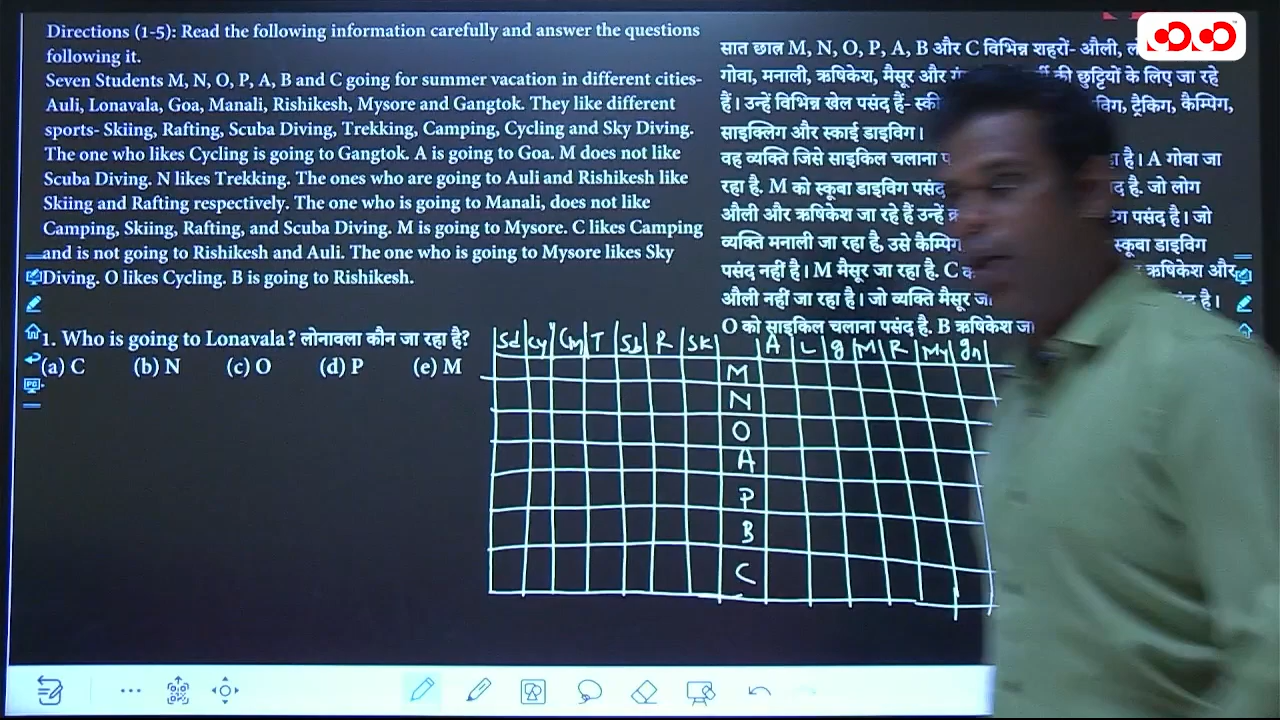 Directions (1-5): Read the following information carefully and answer the questions
following it.
Seven Students M, N, O, P, A, B and C going for summer vacation in different cities-
Auli, Lonavala, Goa, Manali, Rishikesh, Mysore and Gangtok. They like different
sports- Skiing, Rafting, Scuba Diving, Trekking, Camping, Cycling and Sky Diving.
The one who likes Cycling is going to Gangtok. A is going to Goa. M does not like
Scuba Diving. N likes Trekking. The ones who are going to Auli and Rishikesh like
Skiing and Rafting respectively. The one who is going to Manali, does not like
Camping, Skiing, Rafting, and Scuba Diving. M is going to Mysore. C likes Camping
and is not going to Rishikesh and Auli. The one who is going to Mysore likes Sky
Diving. O likes Cycling. B is going to Rishikesh.
सात छात्र M, N, O, P, A, B और C विभिन्न शहरों- औली,
गोवा, मनाली, ऋषिकेश, मैसूर और की छुट्टियों के लिए जा रहे
हैं। उन्हें विभिन्न खेल पसंद हैं- ट्रैकिंग, कैम्पिंग,
साइक्लिंग और स्काई डाइविंग।
वह व्यक्ति जिसे साइकिल चलाना है। A गोवा जा
रहा है. M को स्कूबा डाइविंग है. जो लोग
औली और ऋषिकेश जा रहे हैं उन्हें पसंद है। जो
व्यक्ति मनाली जा रहा है, उसे स्कूबा डाइविंग
पसंद नहीं है। M मैसूर जा रहा है. C ऋषिकेश और
औली नहीं जा रहा है। जो व्यक्ति मैसूर है।
O को साइकिल चलाना पसंद है. B ऋषिकेश
1. Who is going to Lonavala? लोनावला कौन जा रहा है?
(a) C (b) N (c) O (d) P (e) M
Sd Cy Cm T Sb R SK A L g M R My gn
M
N
O
A
P
B
C